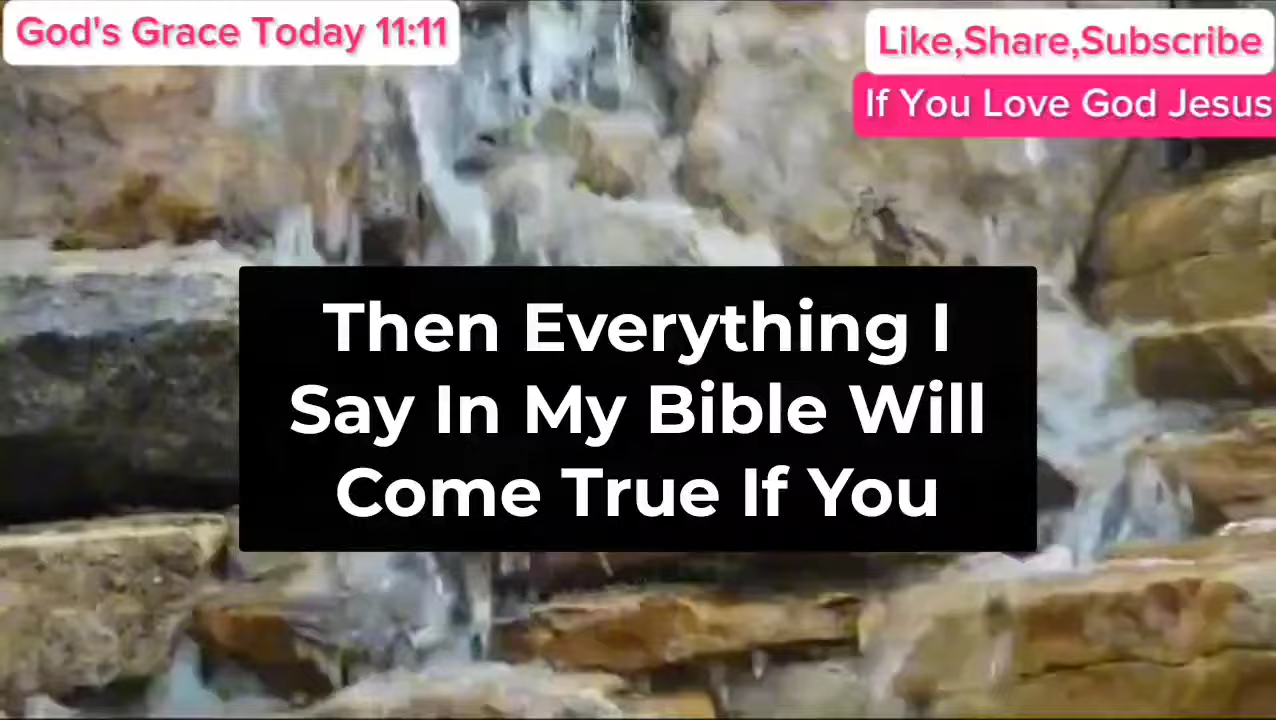 God's Grace Today 11:11
Like,Share,Subscribe
If You Love God Jesus
Then Everything I
Say In My Bible Will
Come True If You